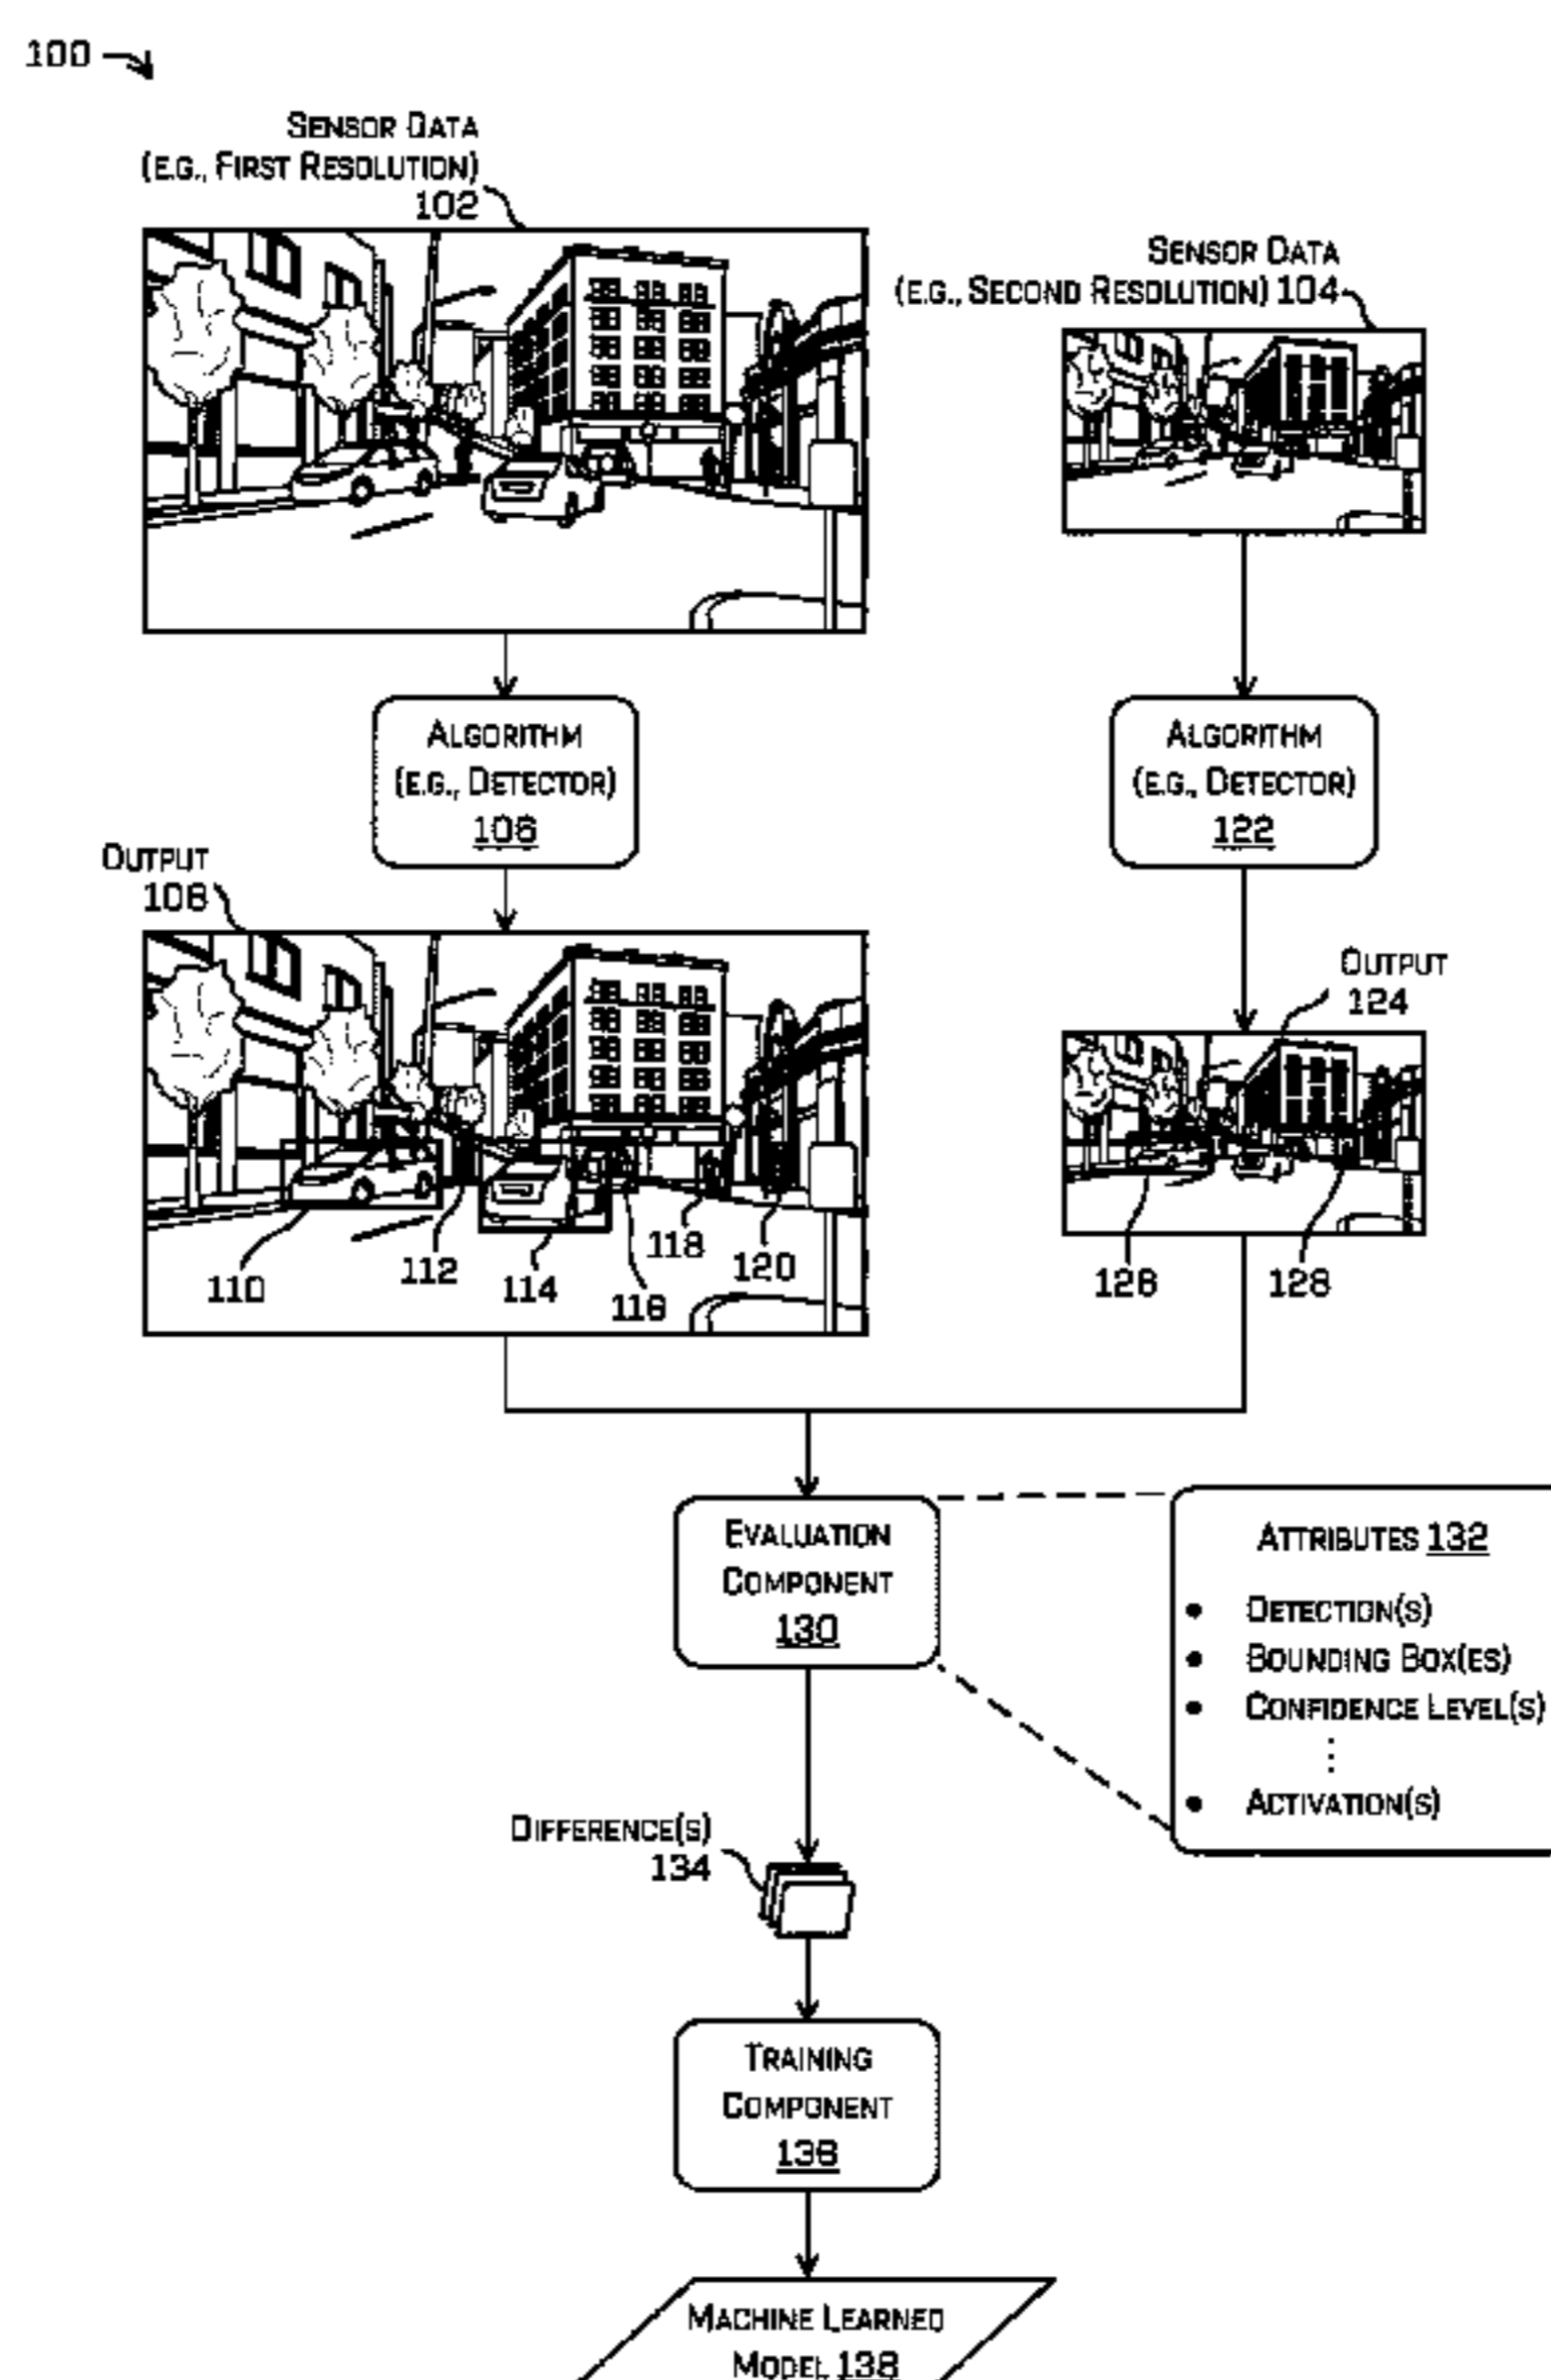 100
SENSOR DATA
(E.G., FIRST RESOLUTION)
102
SENSOR DATA
(E.G., SECOND RESOLUTION) 104
ALGORITHM
(E.G., DETECTOR)
106
ALGORITHM
(E.G., DETECTOR)
122
OUTPUT
108
OUTPUT
124
110
112
114
116
118
120
126
128
EVALUATION
COMPONENT
130
ATTRIBUTES 132
• DETECTION(S)
• BOUNDING BOX(ES)
• CONFIDENCE LEVEL(S)
⋮
• ACTIVATION(S)
DIFFERENCE(S)
134
TRAINING
COMPONENT
136
MACHINE LEARNED
MODEL 138